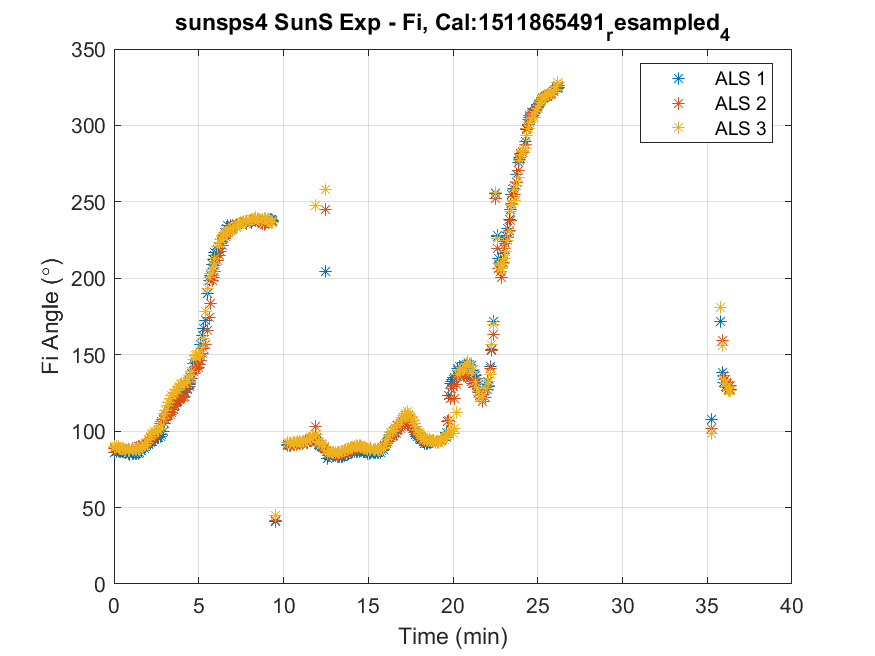 sunsps4 SunS Exp - Fi, Cal:1511865491_resampled_4
350
300
250
200
150
100
50
0
0 5 10 15 20 25 30 35 40
Fi Angle (°)
Time (min)
ALS 1
ALS 2
ALS 3